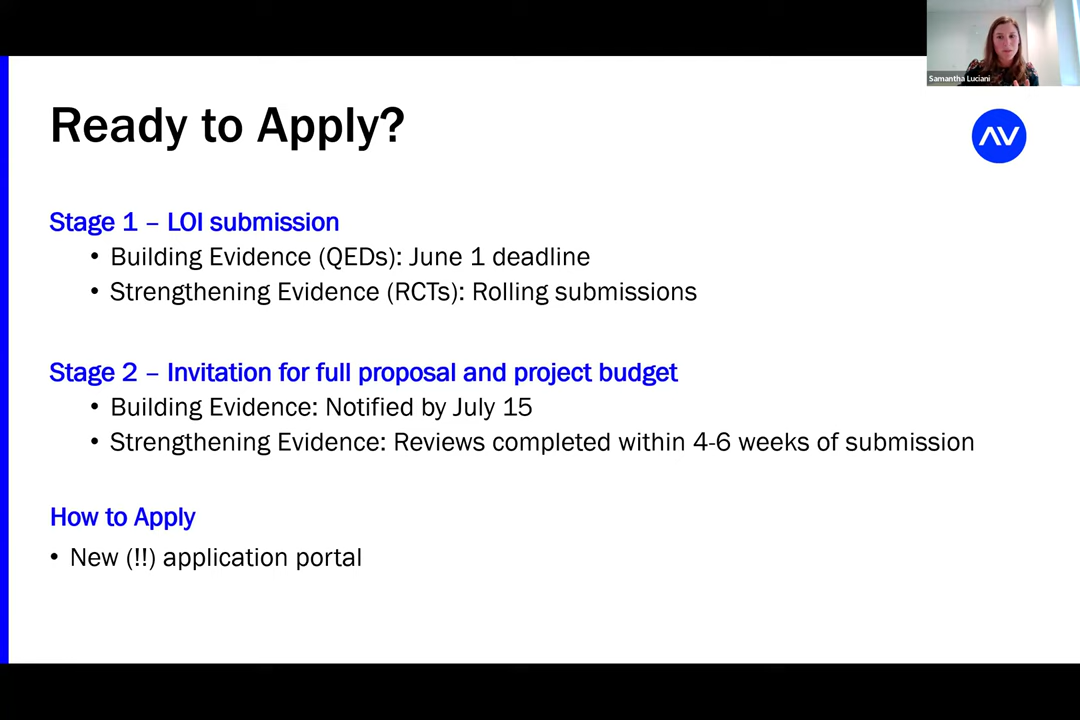 Samantha Luciani
Ready to Apply?
AV
Stage 1 – LOI submission
• Building Evidence (QEDs): June 1 deadline
• Strengthening Evidence (RCTs): Rolling submissions
Stage 2 – Invitation for full proposal and project budget
• Building Evidence: Notified by July 15
• Strengthening Evidence: Reviews completed within 4-6 weeks of submission
How to Apply
• New (!!) application portal